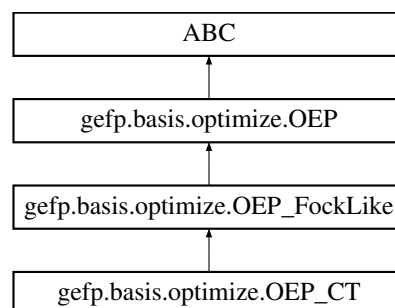 ABC
gefp.basis.optimize.OEP
gefp.basis.optimize.OEP_FockLike
gefp.basis.optimize.OEP_CT